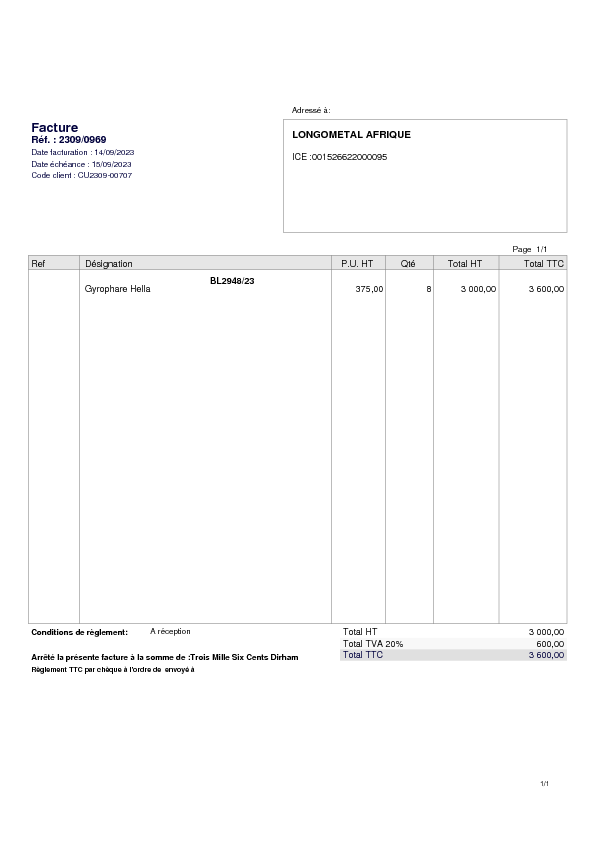 Adressé à:
Facture
Réf. : 2309/0969
Date facturation : 14/09/2023
Date échéance : 15/09/2023
Code client : CU2309-00707
LONGOMETAL AFRIQUE
ICE :001526622000095
Page 1/1
Ref Désignation P.U. HT Qté Total HT Total TTC
BL2948/23
Gyrophare Hella 375,00 8 3 000,00 3 600,00
Conditions de règlement: A réception
Total HT 3 000,00
Total TVA 20% 600,00
Total TTC 3 600,00
Arrêté la présente facture à la somme de :Trois Mille Six Cents Dirham
Règlement TTC par chèque à l'ordre de envoyé à
1/1